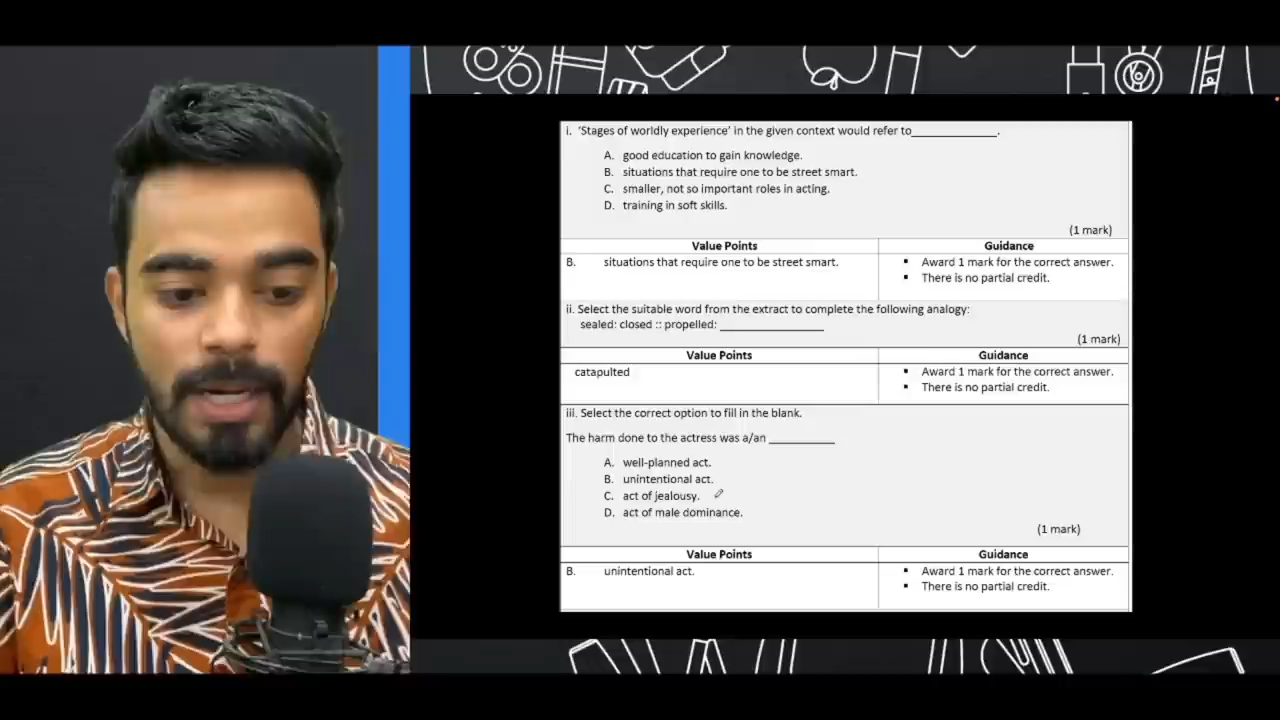 i. 'Stages of worldly experience' in the given context would refer to______________.
A. good education to gain knowledge.
B. situations that require one to be street smart.
C. smaller, not so important roles in acting.
D. training in soft skills.
(1 mark)
Value Points Guidance
B. situations that require one to be street smart. ▪ Award 1 mark for the correct answer.
▪ There is no partial credit.
ii. Select the suitable word from the extract to complete the following analogy:
sealed: closed :: propelled: ________________
(1 mark)
Value Points Guidance
catapulted ▪ Award 1 mark for the correct answer.
▪ There is no partial credit.
iii. Select the correct option to fill in the blank.
The harm done to the actress was a/an __________
A. well-planned act.
B. unintentional act.
C. act of jealousy.
D. act of male dominance.
(1 mark)
Value Points Guidance
B. unintentional act. ▪ Award 1 mark for the correct answer.
▪ There is no partial credit.